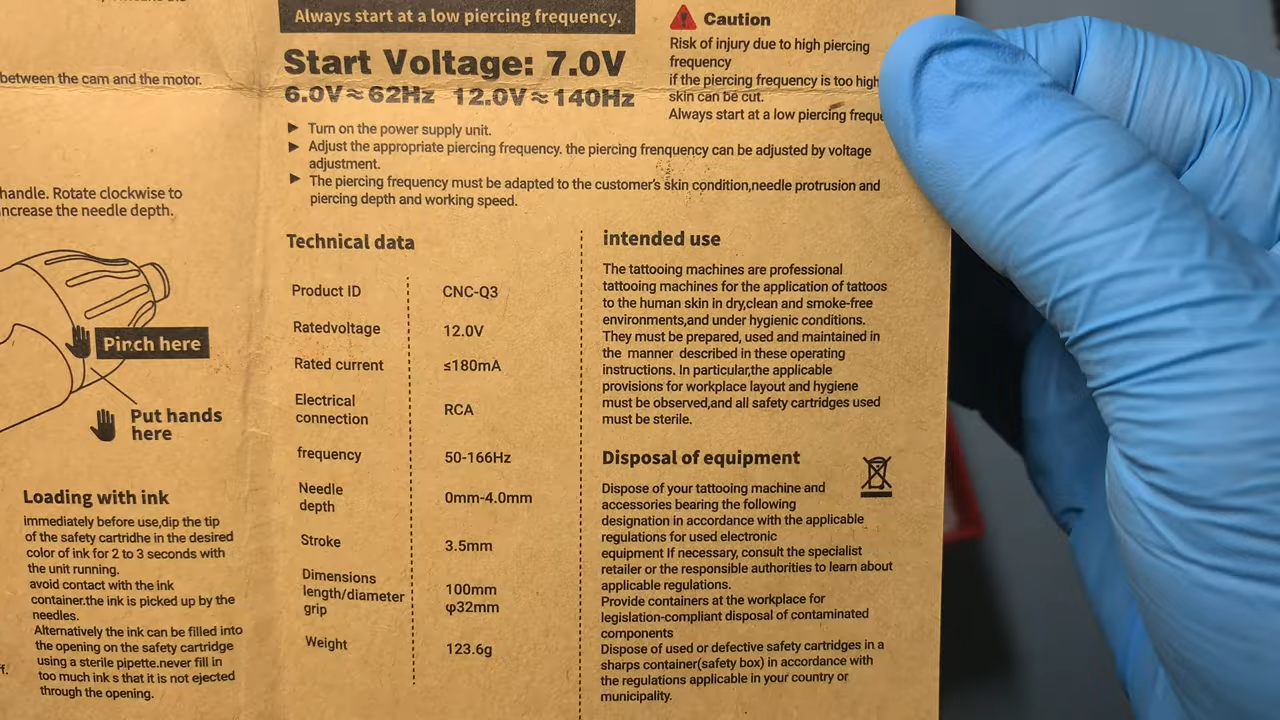 between the cam and the motor.
handle. Rotate clockwise to
increase the needle depth.
Pinch here
Put hands
here
Loading with ink
immediately before use,dip the tip
of the safety cartridhe in the desired
color of ink for 2 to 3 seconds with
the unit running.
avoid contact with the ink
container.the ink is picked up by the
needles.
Alternatively the ink can be filled into
the opening on the safety cartridge
using a sterile pipette.never fill in
too much ink s that it is not ejected
through the opening.
Always start at a low piercing frequency.
Start Voltage: 7.0V
6.0V≈62Hz 12.0V≈140Hz
Caution
Risk of injury due to high piercing
frequency
if the piercing frequency is too high
skin can be cut.
Always start at a low piercing freque
▶ Turn on the power supply unit.
▶ Adjust the appropriate piercing frequency. the piercing frenquency can be adjusted by voltage
adjustment.
▶ The piercing frequency must be adapted to the customer's skin condition,needle protrusion and
piercing depth and working speed.
Technical data
Product ID CNC-Q3
Ratedvoltage 12.0V
Rated current ≤180mA
Electrical
connection RCA
frequency 50-166Hz
Needle
depth 0mm-4.0mm
Stroke 3.5mm
Dimensions
length/diameter 100mm
grip φ32mm
Weight 123.6g
intended use
The tattooing machines are professional
tattooing machines for the application of tattoos
to the human skin in dry,clean and smoke-free
environments,and under hygienic conditions.
They must be prepared, used and maintained in
the manner described in these operating
instructions. In particular,the applicable
provisions for workplace layout and hygiene
must be observed,and all safety cartridges used
must be sterile.
Disposal of equipment
Dispose of your tattooing machine and
accessories bearing the following
designation in accordance with the applicable
regulations for used electronic
equipment If necessary, consult the specialist
retailer or the responsible authorities to learn about
applicable regulations.
Provide containers at the workplace for
legislation-compliant disposal of contaminated
components
Dispose of used or defective safety cartridges in a
sharps container(safety box) in accordance with
the regulations applicable in your country or
municipality.